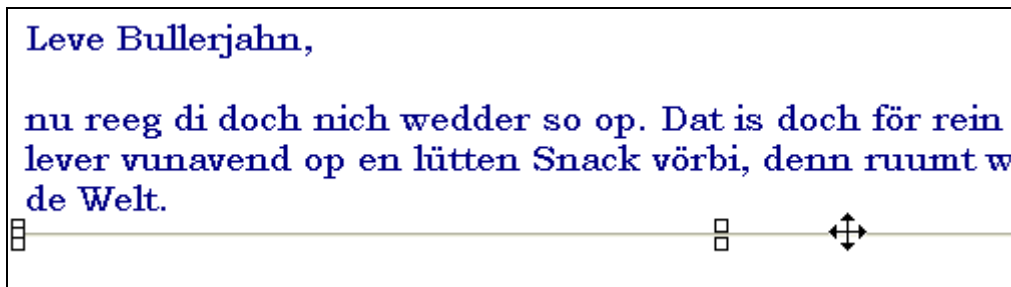 Leve Bullerjahn,
nu reeg di doch nich wedder so op. Dat is doch för rein
lever vunavend op en lütten Snack vörbi, denn ruumt
de Welt.